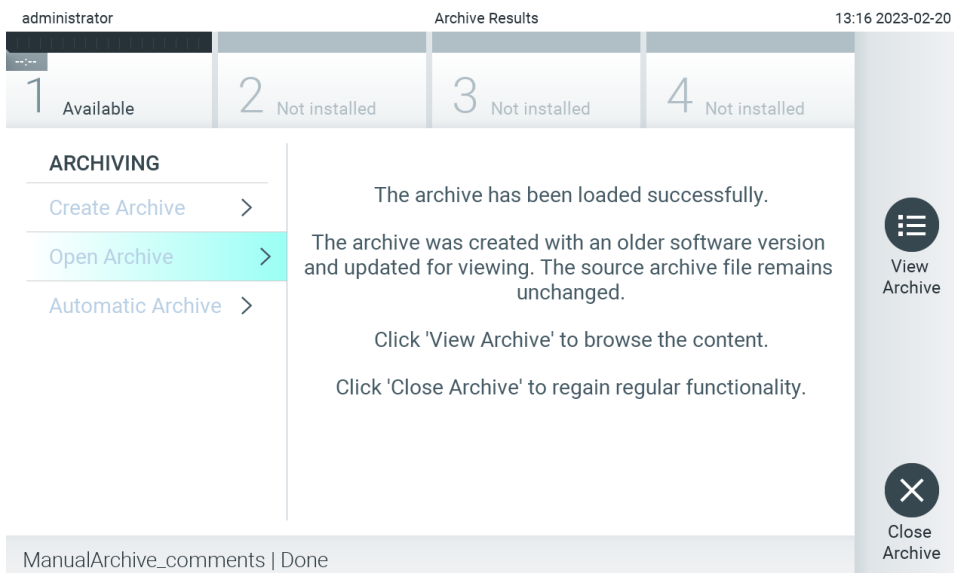 administrator Archive Results 13:16 2023-02-20
--:--
1 Available 2 Not installed 3 Not installed 4 Not installed
ARCHIVING
Create Archive
Open Archive
Automatic Archive
The archive has been loaded successfully.
The archive was created with an older software version
and updated for viewing. The source archive file remains
unchanged.
Click 'View Archive' to browse the content.
Click 'Close Archive' to regain regular functionality.
View
Archive
Close
Archive
ManualArchive_comments | Done